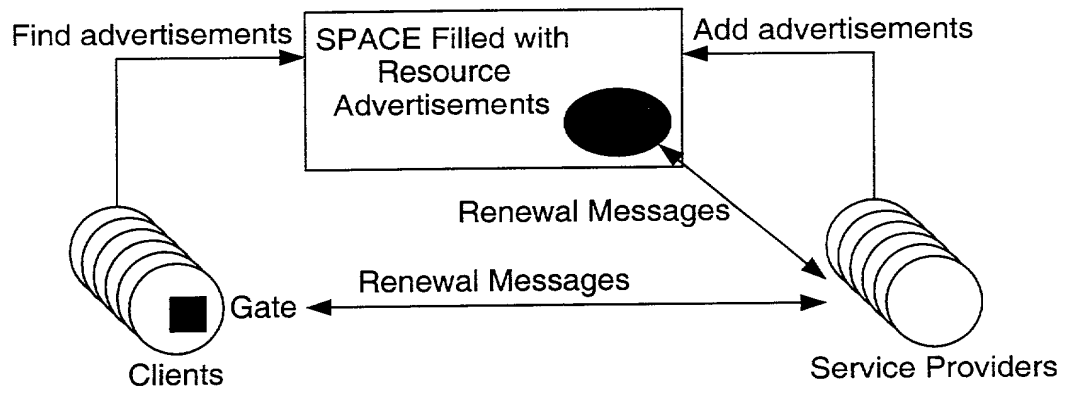 Find advertisements
SPACE Filled with
Resource
Advertisements
Add advertisements
Renewal Messages
Renewal Messages
Gate
Clients
Service Providers